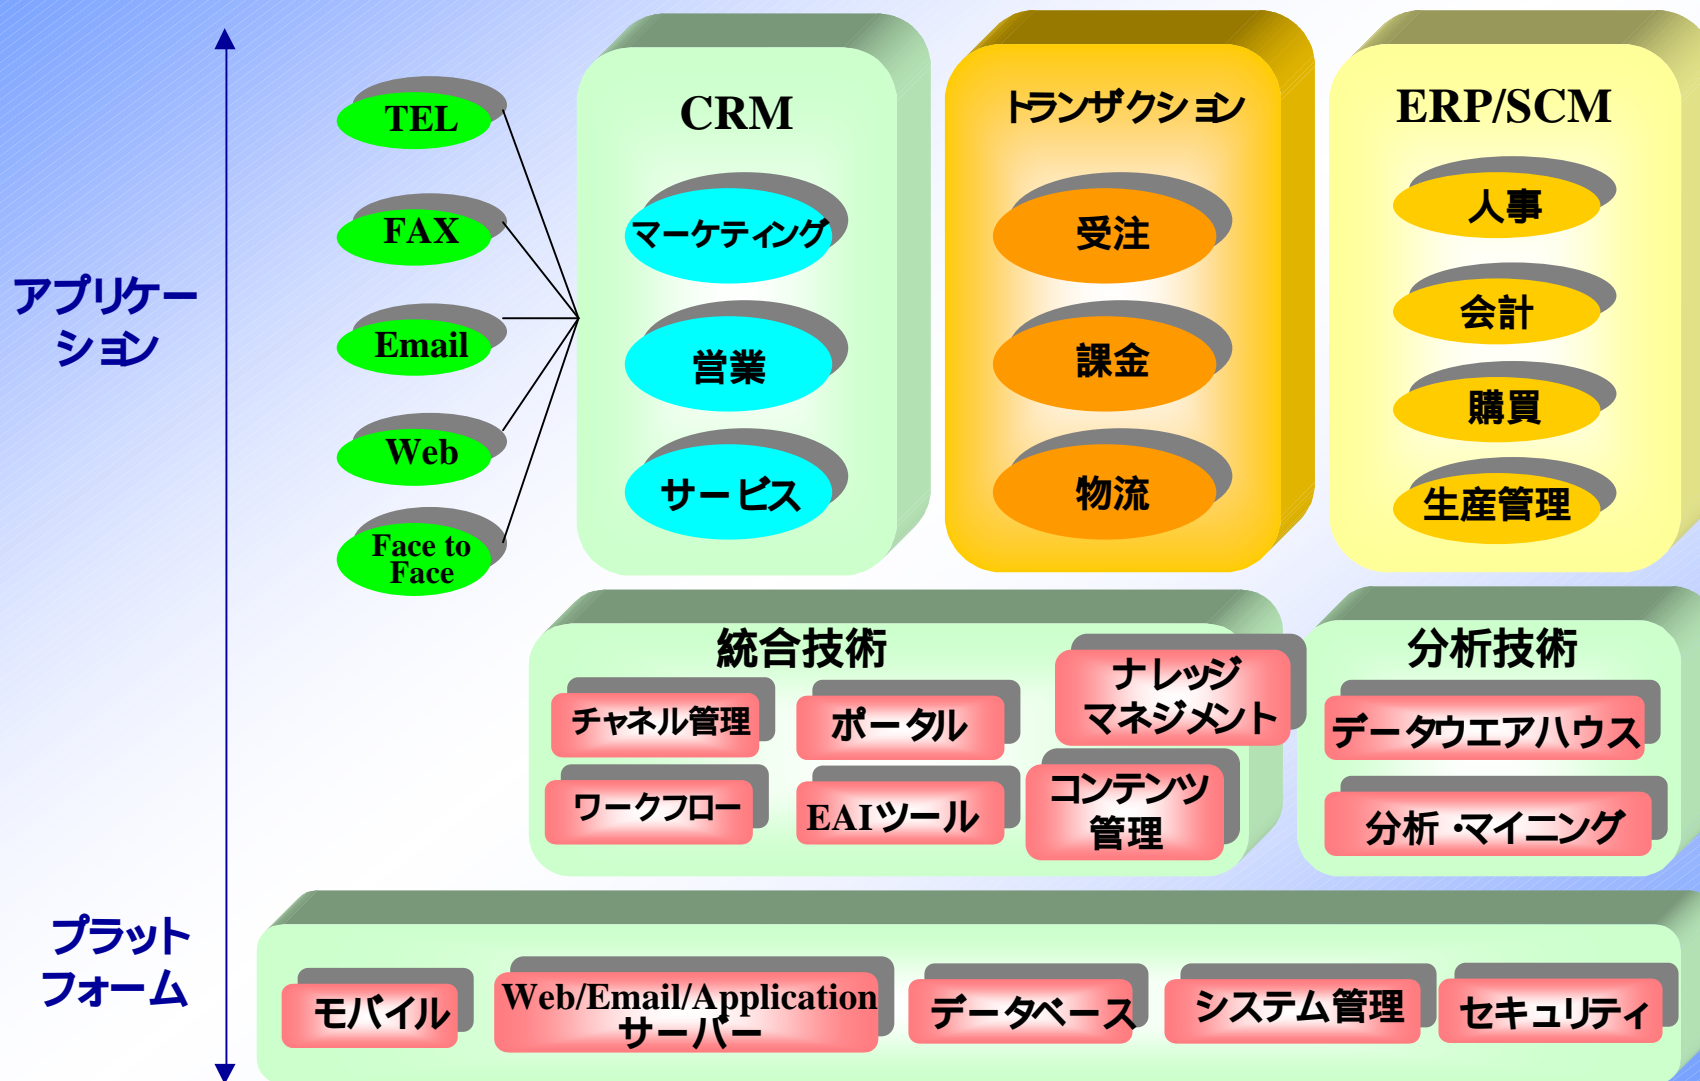 アプリケー
ション
TEL
FAX
Email
Web
Face to
Face
CRM
マーケティング
営業
サービス
トランザクション
受注
課金
物流
ERP/SCM
人事
会計
購買
生産管理
統合技術
チャネル管理
ポータル
ナレッジ
マネジメント
ワークフロー
EAIツール
コンテンツ
管理
分析技術
データウエアハウス
分析・マイニング
プラット
フォーム
モバイル
Web/Email/Application
サーバー
データベース
システム管理
セキュリティ